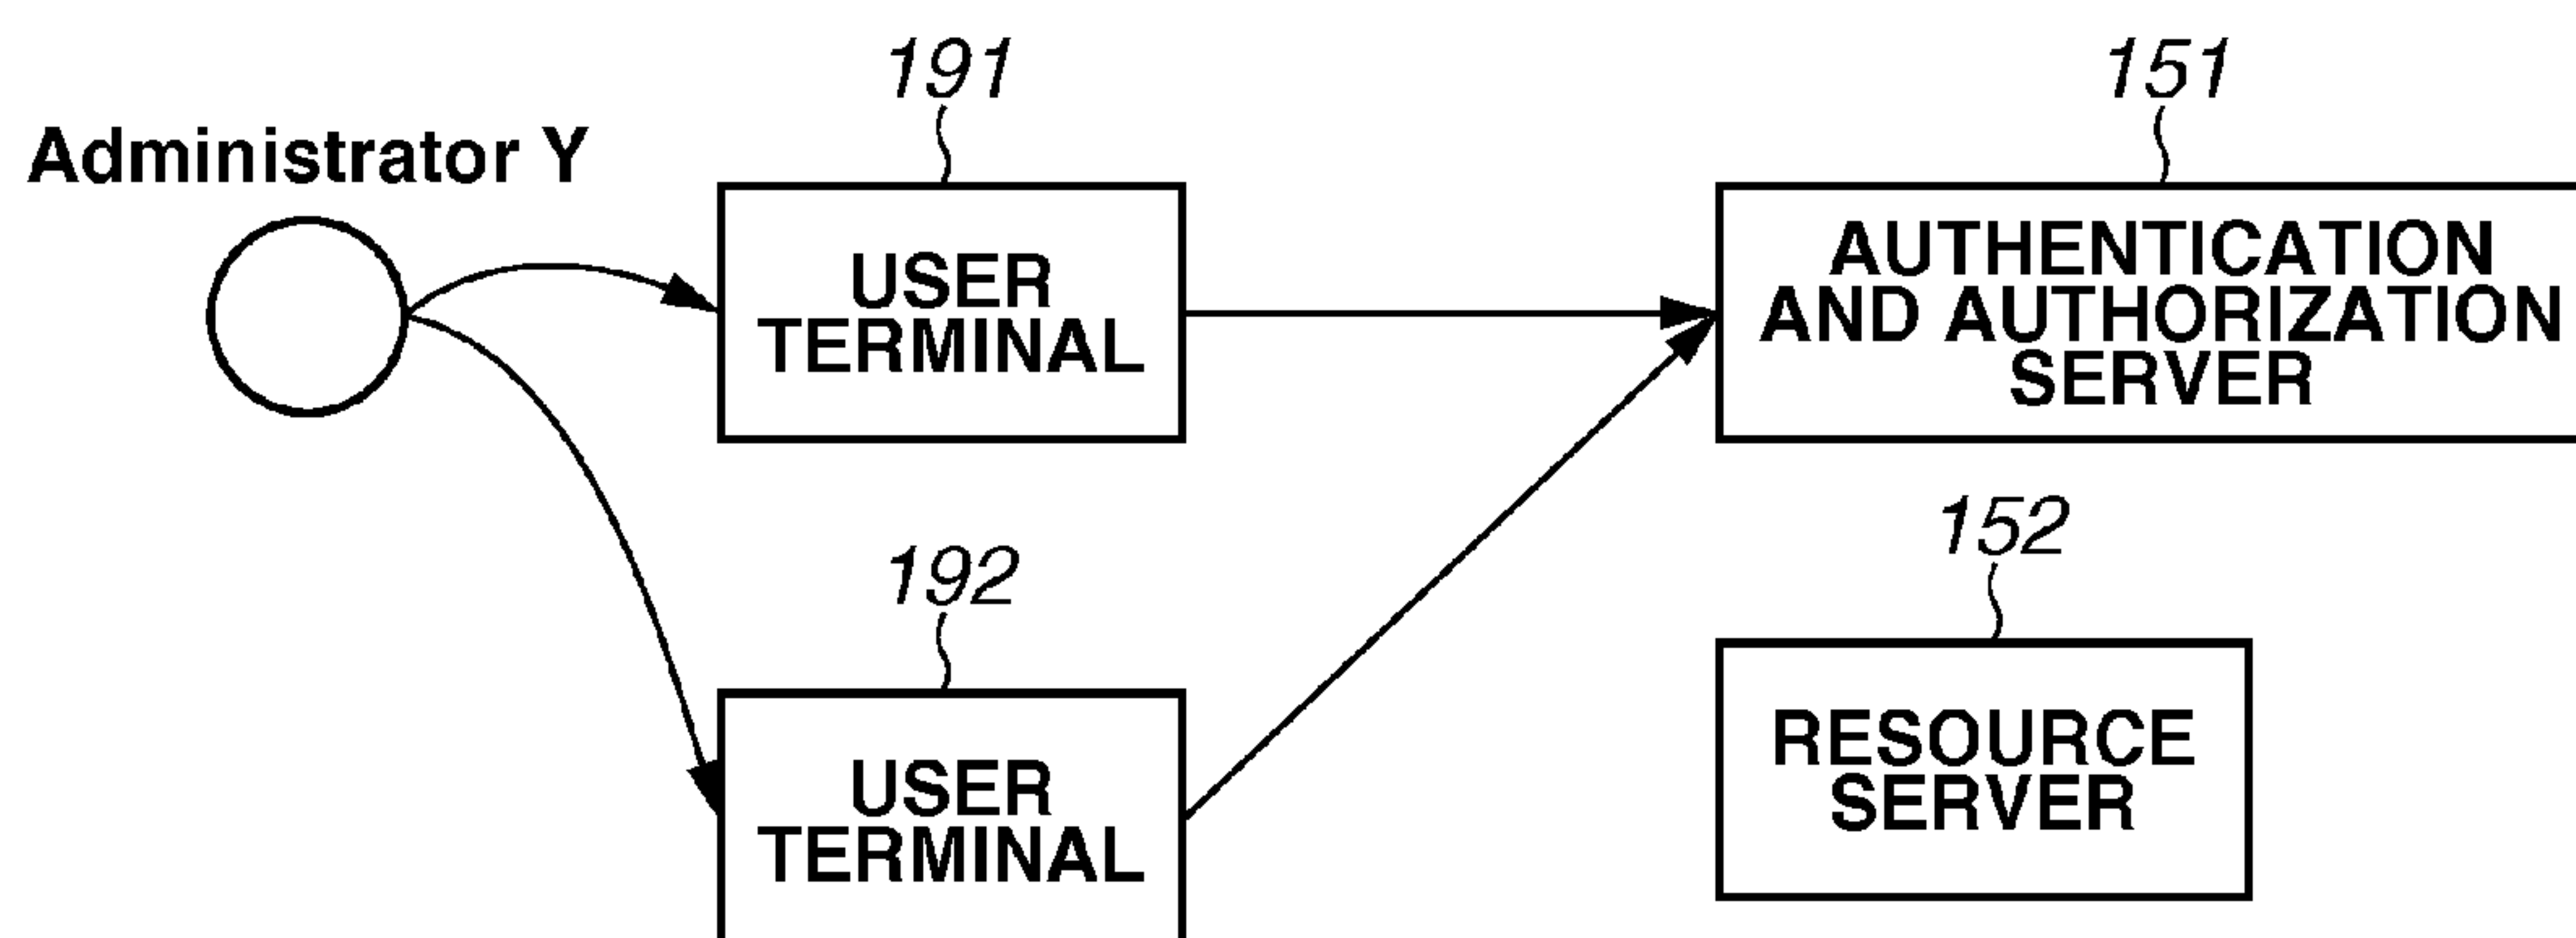 191
151
Administrator Y
USER
TERMINAL
AUTHENTICATION
AND AUTHORIZATION
SERVER
192
152
USER
TERMINAL
RESOURCE
SERVER